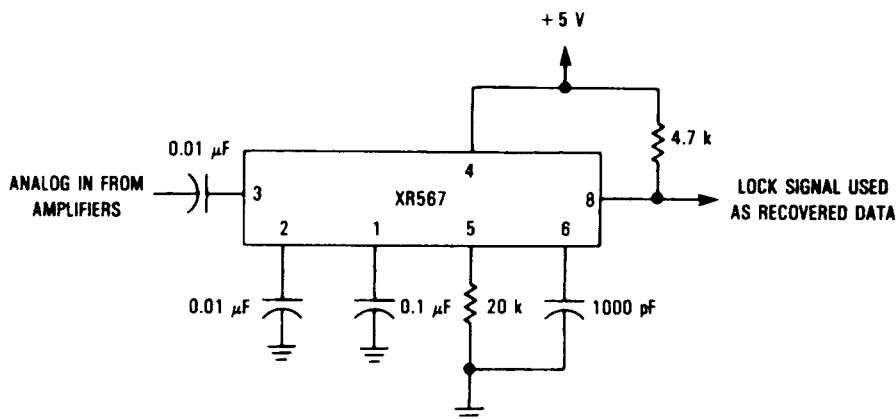 + 5 V
4.7 k
0.01 μF
ANALOG IN FROM
AMPLIFIERS
3
4
XR567
8
LOCK SIGNAL USED
AS RECOVERED DATA
2
1
5
6
0.01 μF
0.1 μF
20 k
1000 pF